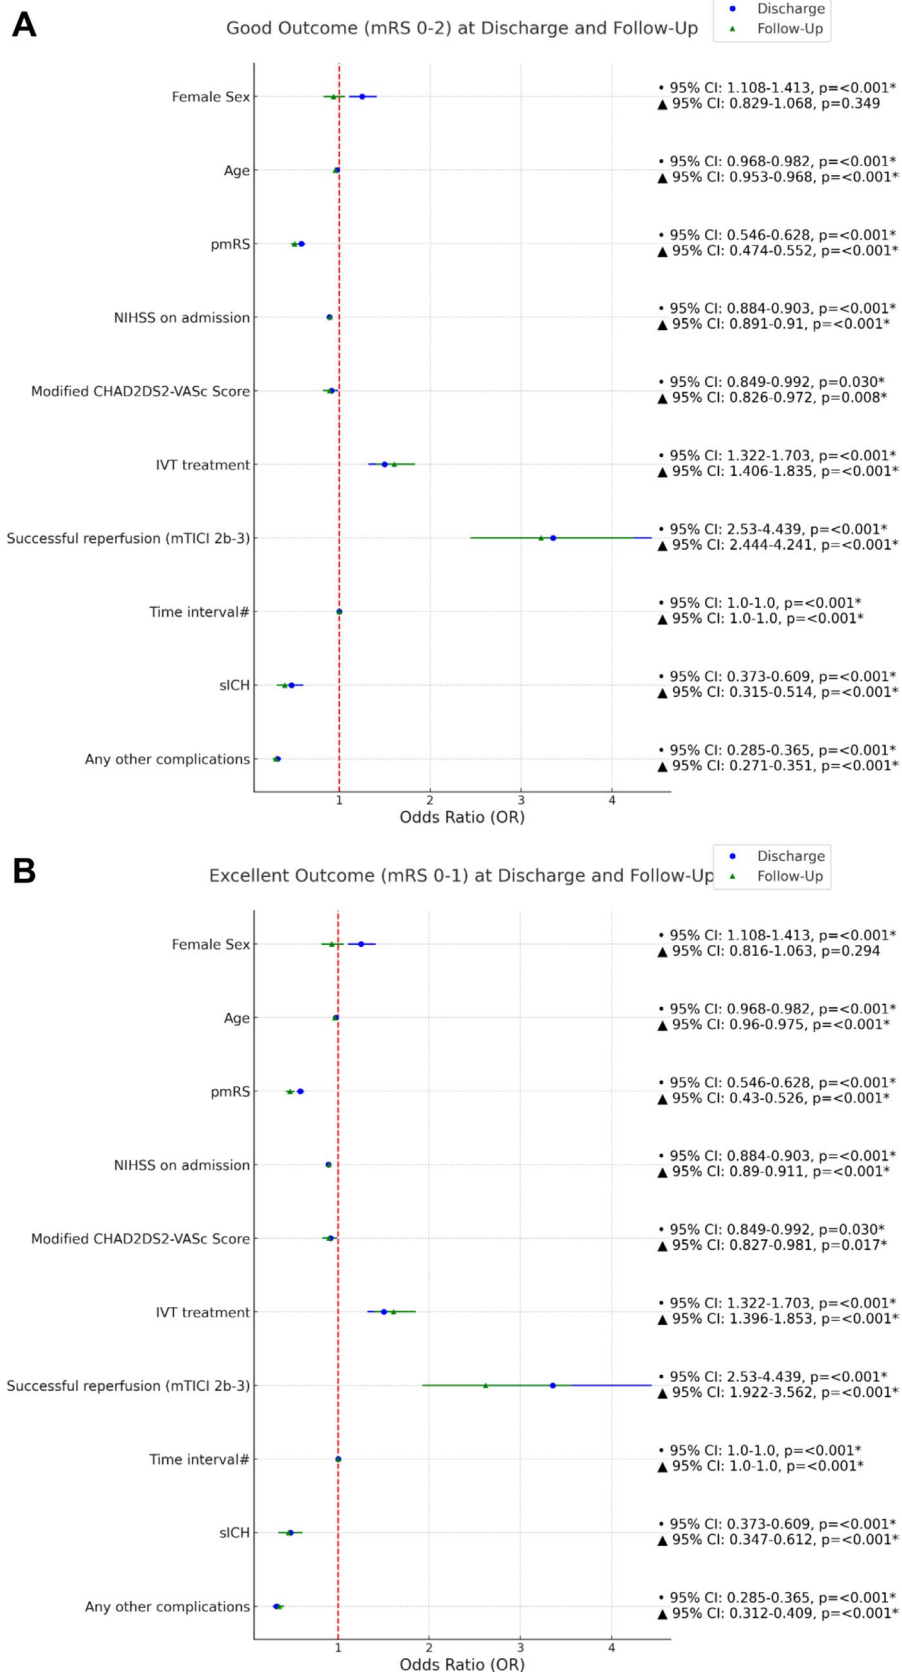 A
Good Outcome (mRS 0-2) at Discharge and Follow-Up
Discharge
Follow-Up
Female Sex
• 95% CI: 1.108-1.413, p=<0.001*
▲ 95% CI: 0.829-1.068, p=0.349
Age
• 95% CI: 0.968-0.982, p=<0.001*
▲ 95% CI: 0.953-0.968, p=<0.001*
pmRS
• 95% CI: 0.546-0.628, p=<0.001*
▲ 95% CI: 0.474-0.552, p=<0.001*
NIHSS on admission
• 95% CI: 0.884-0.903, p=<0.001*
▲ 95% CI: 0.891-0.91, p=<0.001*
Modified CHAD2DS2-VASc Score
• 95% CI: 0.849-0.992, p=0.030*
▲ 95% CI: 0.826-0.972, p=0.008*
IVT treatment
• 95% CI: 1.322-1.703, p=<0.001*
▲ 95% CI: 1.406-1.835, p=<0.001*
Successful reperfusion (mTICI 2b-3)
• 95% CI: 2.53-4.439, p=<0.001*
▲ 95% CI: 2.444-4.241, p=<0.001*
Time interval#
• 95% CI: 1.0-1.0, p=<0.001*
▲ 95% CI: 1.0-1.0, p=<0.001*
sICH
• 95% CI: 0.373-0.609, p=<0.001*
▲ 95% CI: 0.315-0.514, p=<0.001*
Any other complications
• 95% CI: 0.285-0.365, p=<0.001*
▲ 95% CI: 0.271-0.351, p=<0.001*
1 2 3 4
Odds Ratio (OR)
B
Excellent Outcome (mRS 0-1) at Discharge and Follow-Up
Discharge
Follow-Up
Female Sex
• 95% CI: 1.108-1.413, p=<0.001*
▲ 95% CI: 0.816-1.063, p=0.294
Age
• 95% CI: 0.968-0.982, p=<0.001*
▲ 95% CI: 0.96-0.975, p=<0.001*
pmRS
• 95% CI: 0.546-0.628, p=<0.001*
▲ 95% CI: 0.43-0.526, p=<0.001*
NIHSS on admission
• 95% CI: 0.884-0.903, p=<0.001*
▲ 95% CI: 0.89-0.911, p=<0.001*
Modified CHAD2DS2-VASc Score
• 95% CI: 0.849-0.992, p=0.030*
▲ 95% CI: 0.827-0.981, p=0.017*
IVT treatment
• 95% CI: 1.322-1.703, p=<0.001*
▲ 95% CI: 1.396-1.853, p=<0.001*
Successful reperfusion (mTICI 2b-3)
• 95% CI: 2.53-4.439, p=<0.001*
▲ 95% CI: 1.922-3.562, p=<0.001*
Time interval#
• 95% CI: 1.0-1.0, p=<0.001*
▲ 95% CI: 1.0-1.0, p=<0.001*
sICH
• 95% CI: 0.373-0.609, p=<0.001*
▲ 95% CI: 0.347-0.612, p=<0.001*
Any other complications
• 95% CI: 0.285-0.365, p=<0.001*
▲ 95% CI: 0.312-0.409, p=<0.001*
1 2 3 4
Odds Ratio (OR)